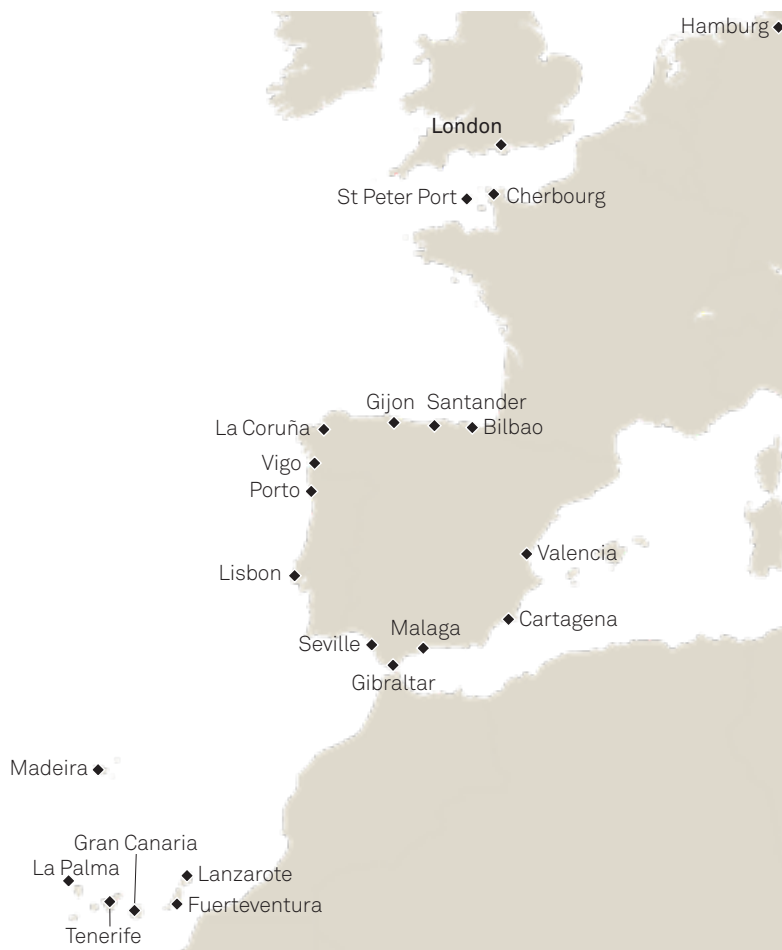 Hamburg
London
St Peter Port
Cherbourg
Gijon
Santander
La Coruña
Bilbao
Vigo
Porto
Valencia
Lisbon
Cartagena
Malaga
Seville
Gibraltar
Madeira
Gran Canaria
La Palma
Lanzarote
Fuerteventura
Tenerife